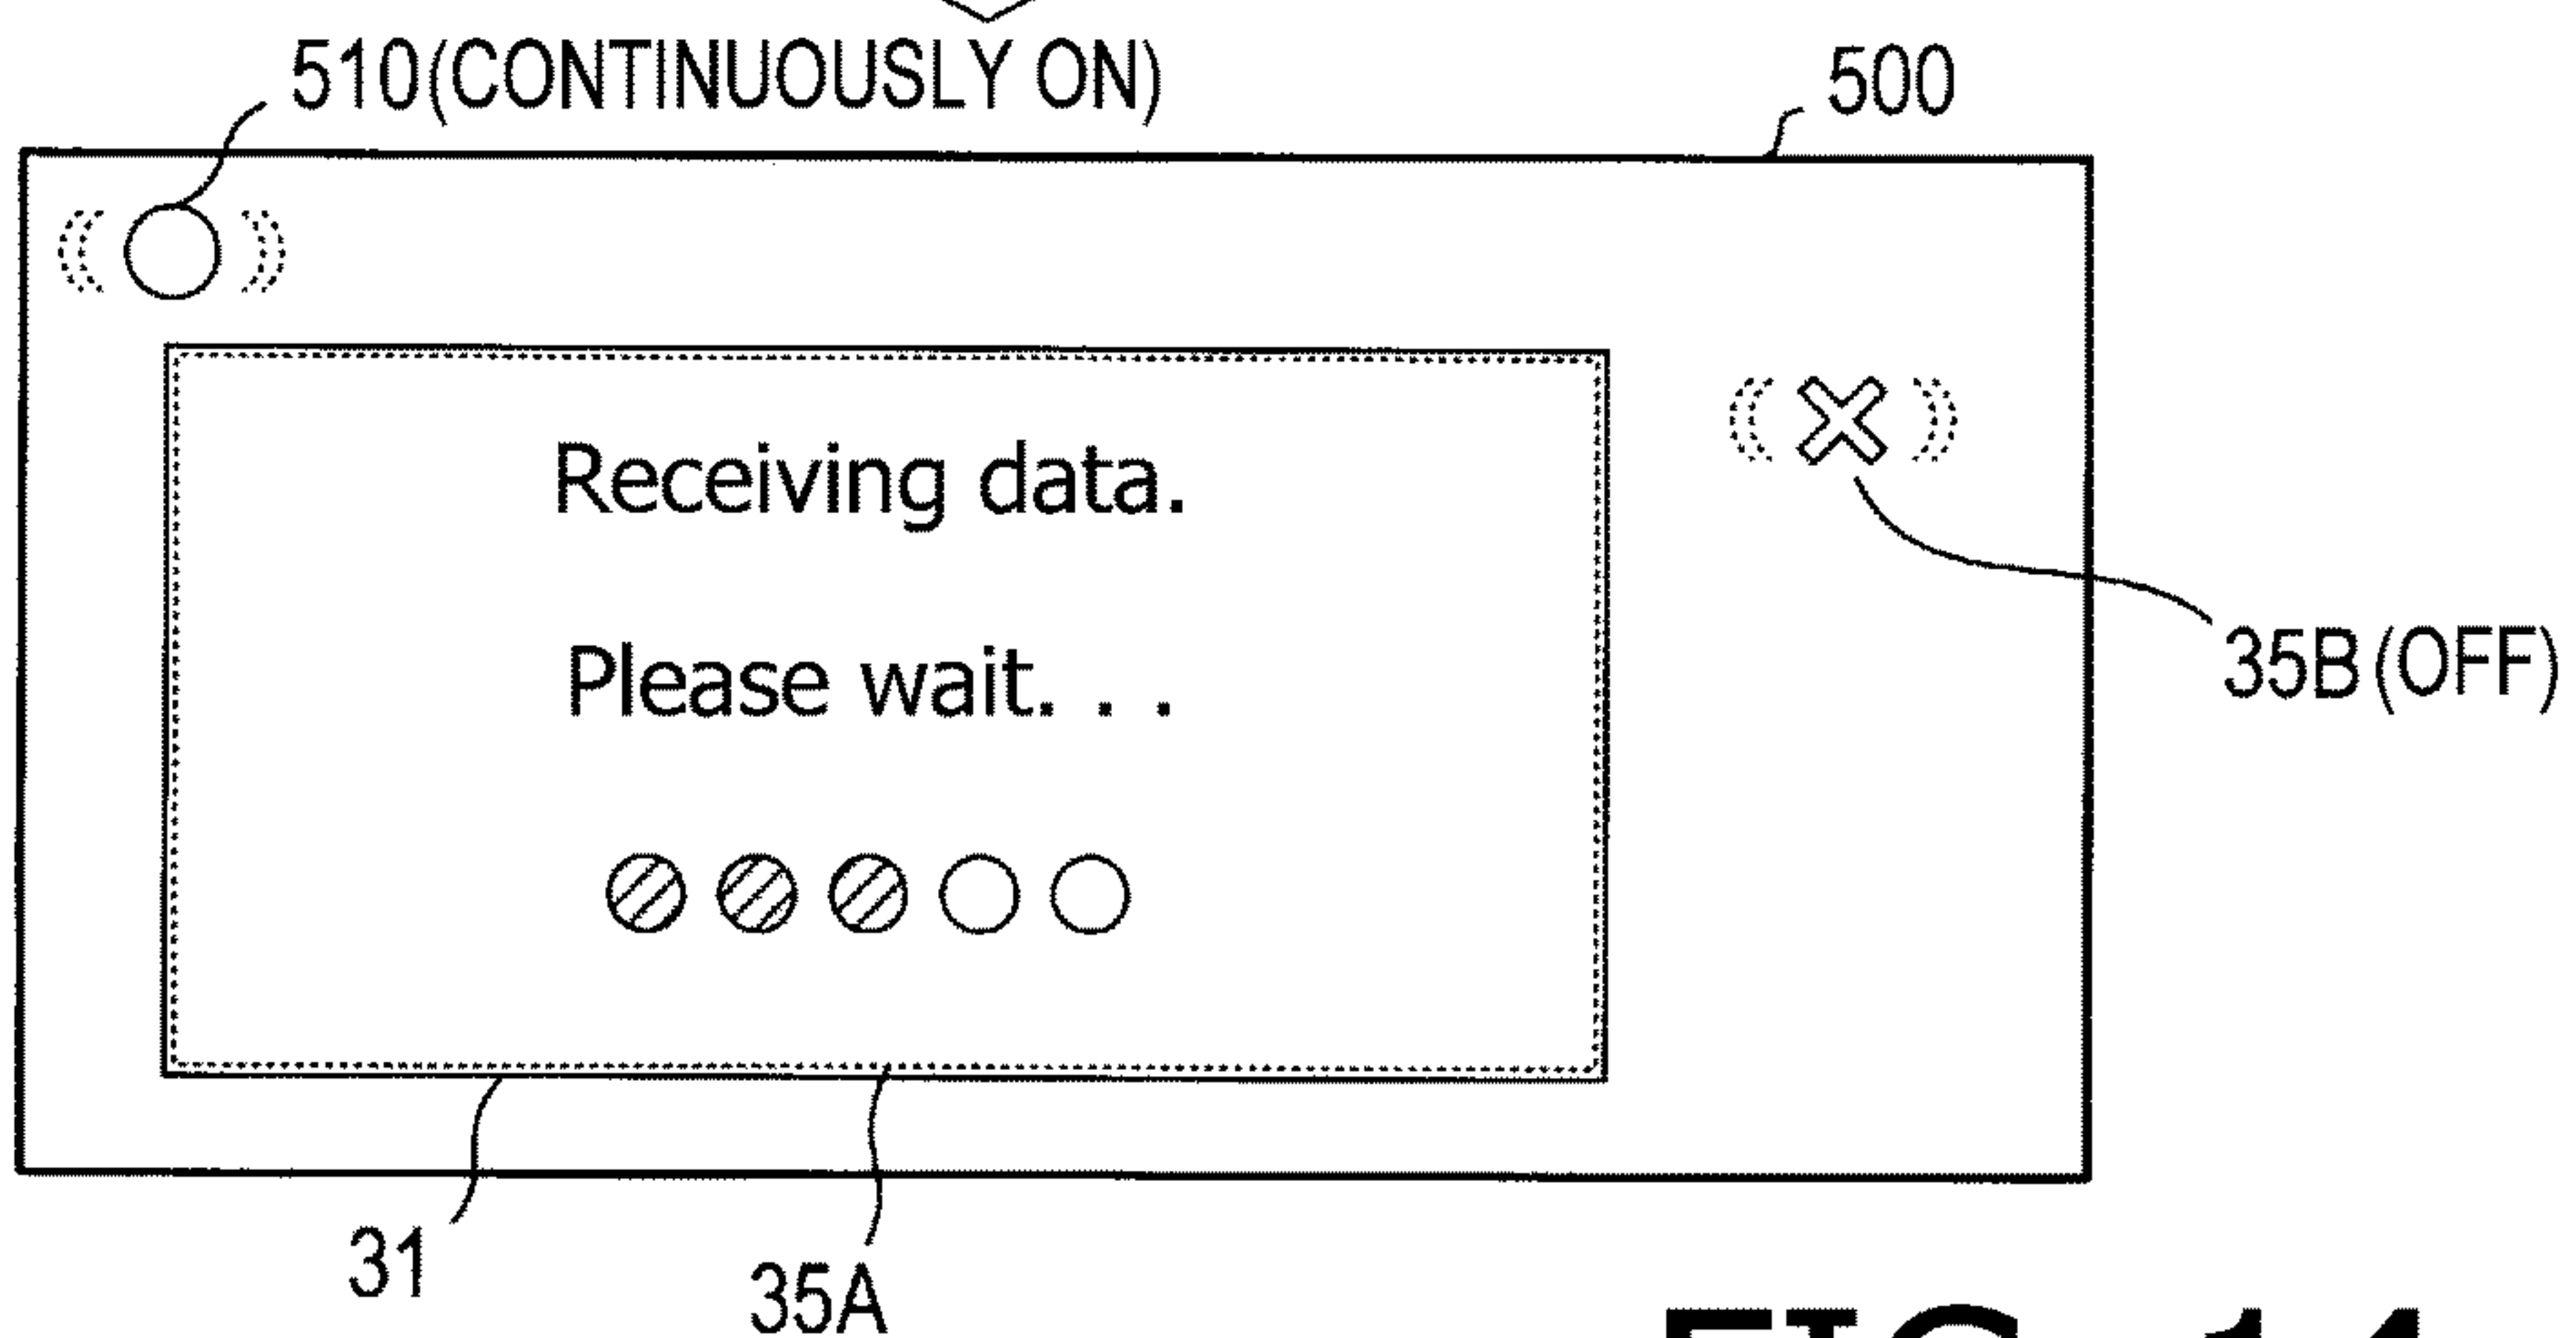 510(CONTINUOUSLY ON)
500
Receiving data.
Please wait. . .
35B(OFF)
31
35A